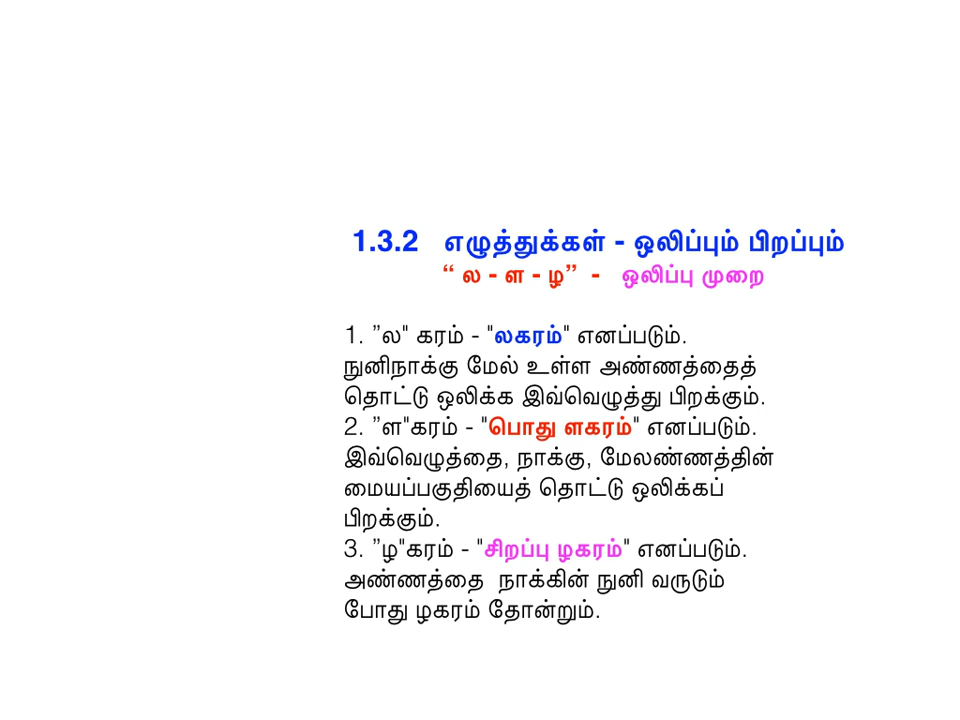 1.3.2 எழுத்துக்கள் - ஒலிப்பும் பிறப்பும்
“ ல - ள - ழ” - ஒலிப்பு முறை
1. ”ல" கரம் - "லகரம்" எனப்படும்.
நுனிநாக்கு மேல் உள்ள அண்ணத்தைத்
தொட்டு ஒலிக்க இவ்வெழுத்து பிறக்கும்.
2. ”ள"கரம் - "பொது ளகரம்" எனப்படும்.
இவ்வெழுத்தை, நாக்கு, மேலண்ணத்தின்
மையப்பகுதியைத் தொட்டு ஒலிக்கப்
பிறக்கும்.
3. ”ழ"கரம் - "சிறப்பு ழகரம்" எனப்படும்.
அண்ணத்தை நாக்கின் நுனி வருடும்
போது ழகரம் தோன்றும்.